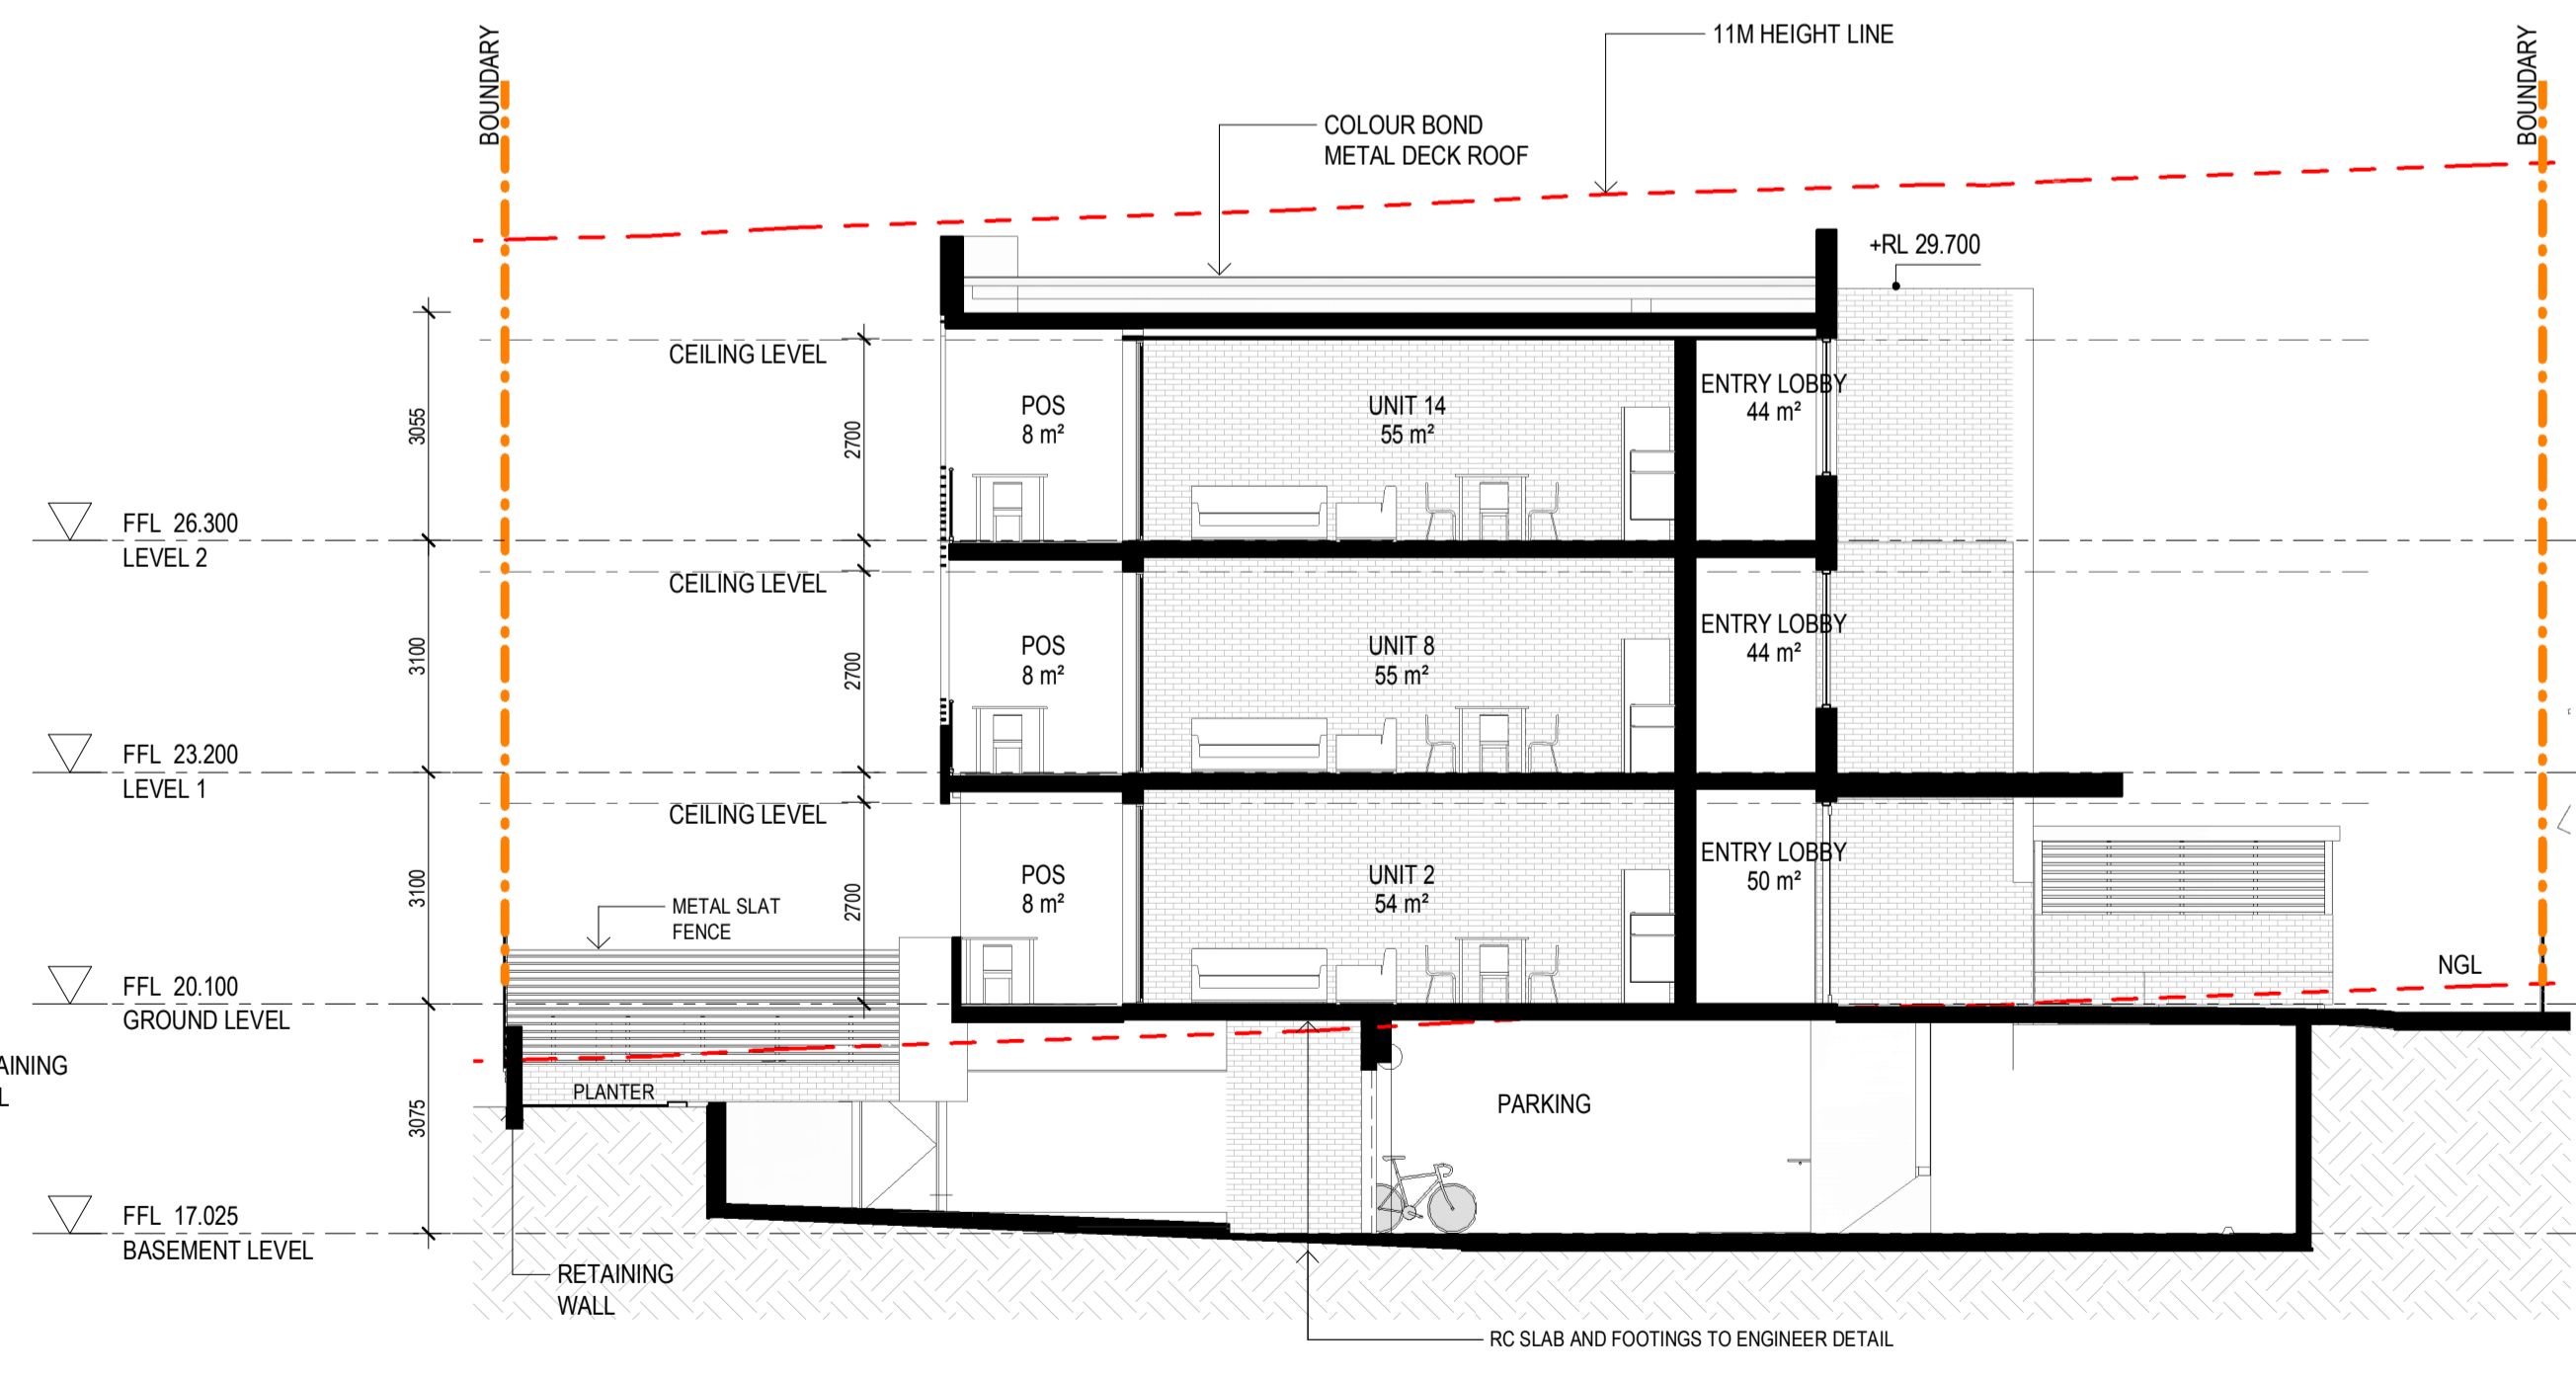 BOUNDARY
11M HEIGHT LINE
BOUNDARY
COLOUR BOND
METAL DECK ROOF
+RL 29.700
CEILING LEVEL
3055
2700
POS
8 m²
UNIT 14
55 m²
ENTRY LOBBY
44 m²
FFL 26.300
LEVEL 2
CEILING LEVEL
3100
2700
POS
8 m²
UNIT 8
55 m²
ENTRY LOBBY
44 m²
FFL 23.200
LEVEL 1
CEILING LEVEL
3100
2700
METAL SLAT
FENCE
POS
8 m²
UNIT 2
54 m²
ENTRY LOBBY
50 m²
NGL
FFL 20.100
GROUND LEVEL
AINING
L
PLANTER
3075
PARKING
FFL 17.025
BASEMENT LEVEL
RETAINING
WALL
RC SLAB AND FOOTINGS TO ENGINEER DETAIL